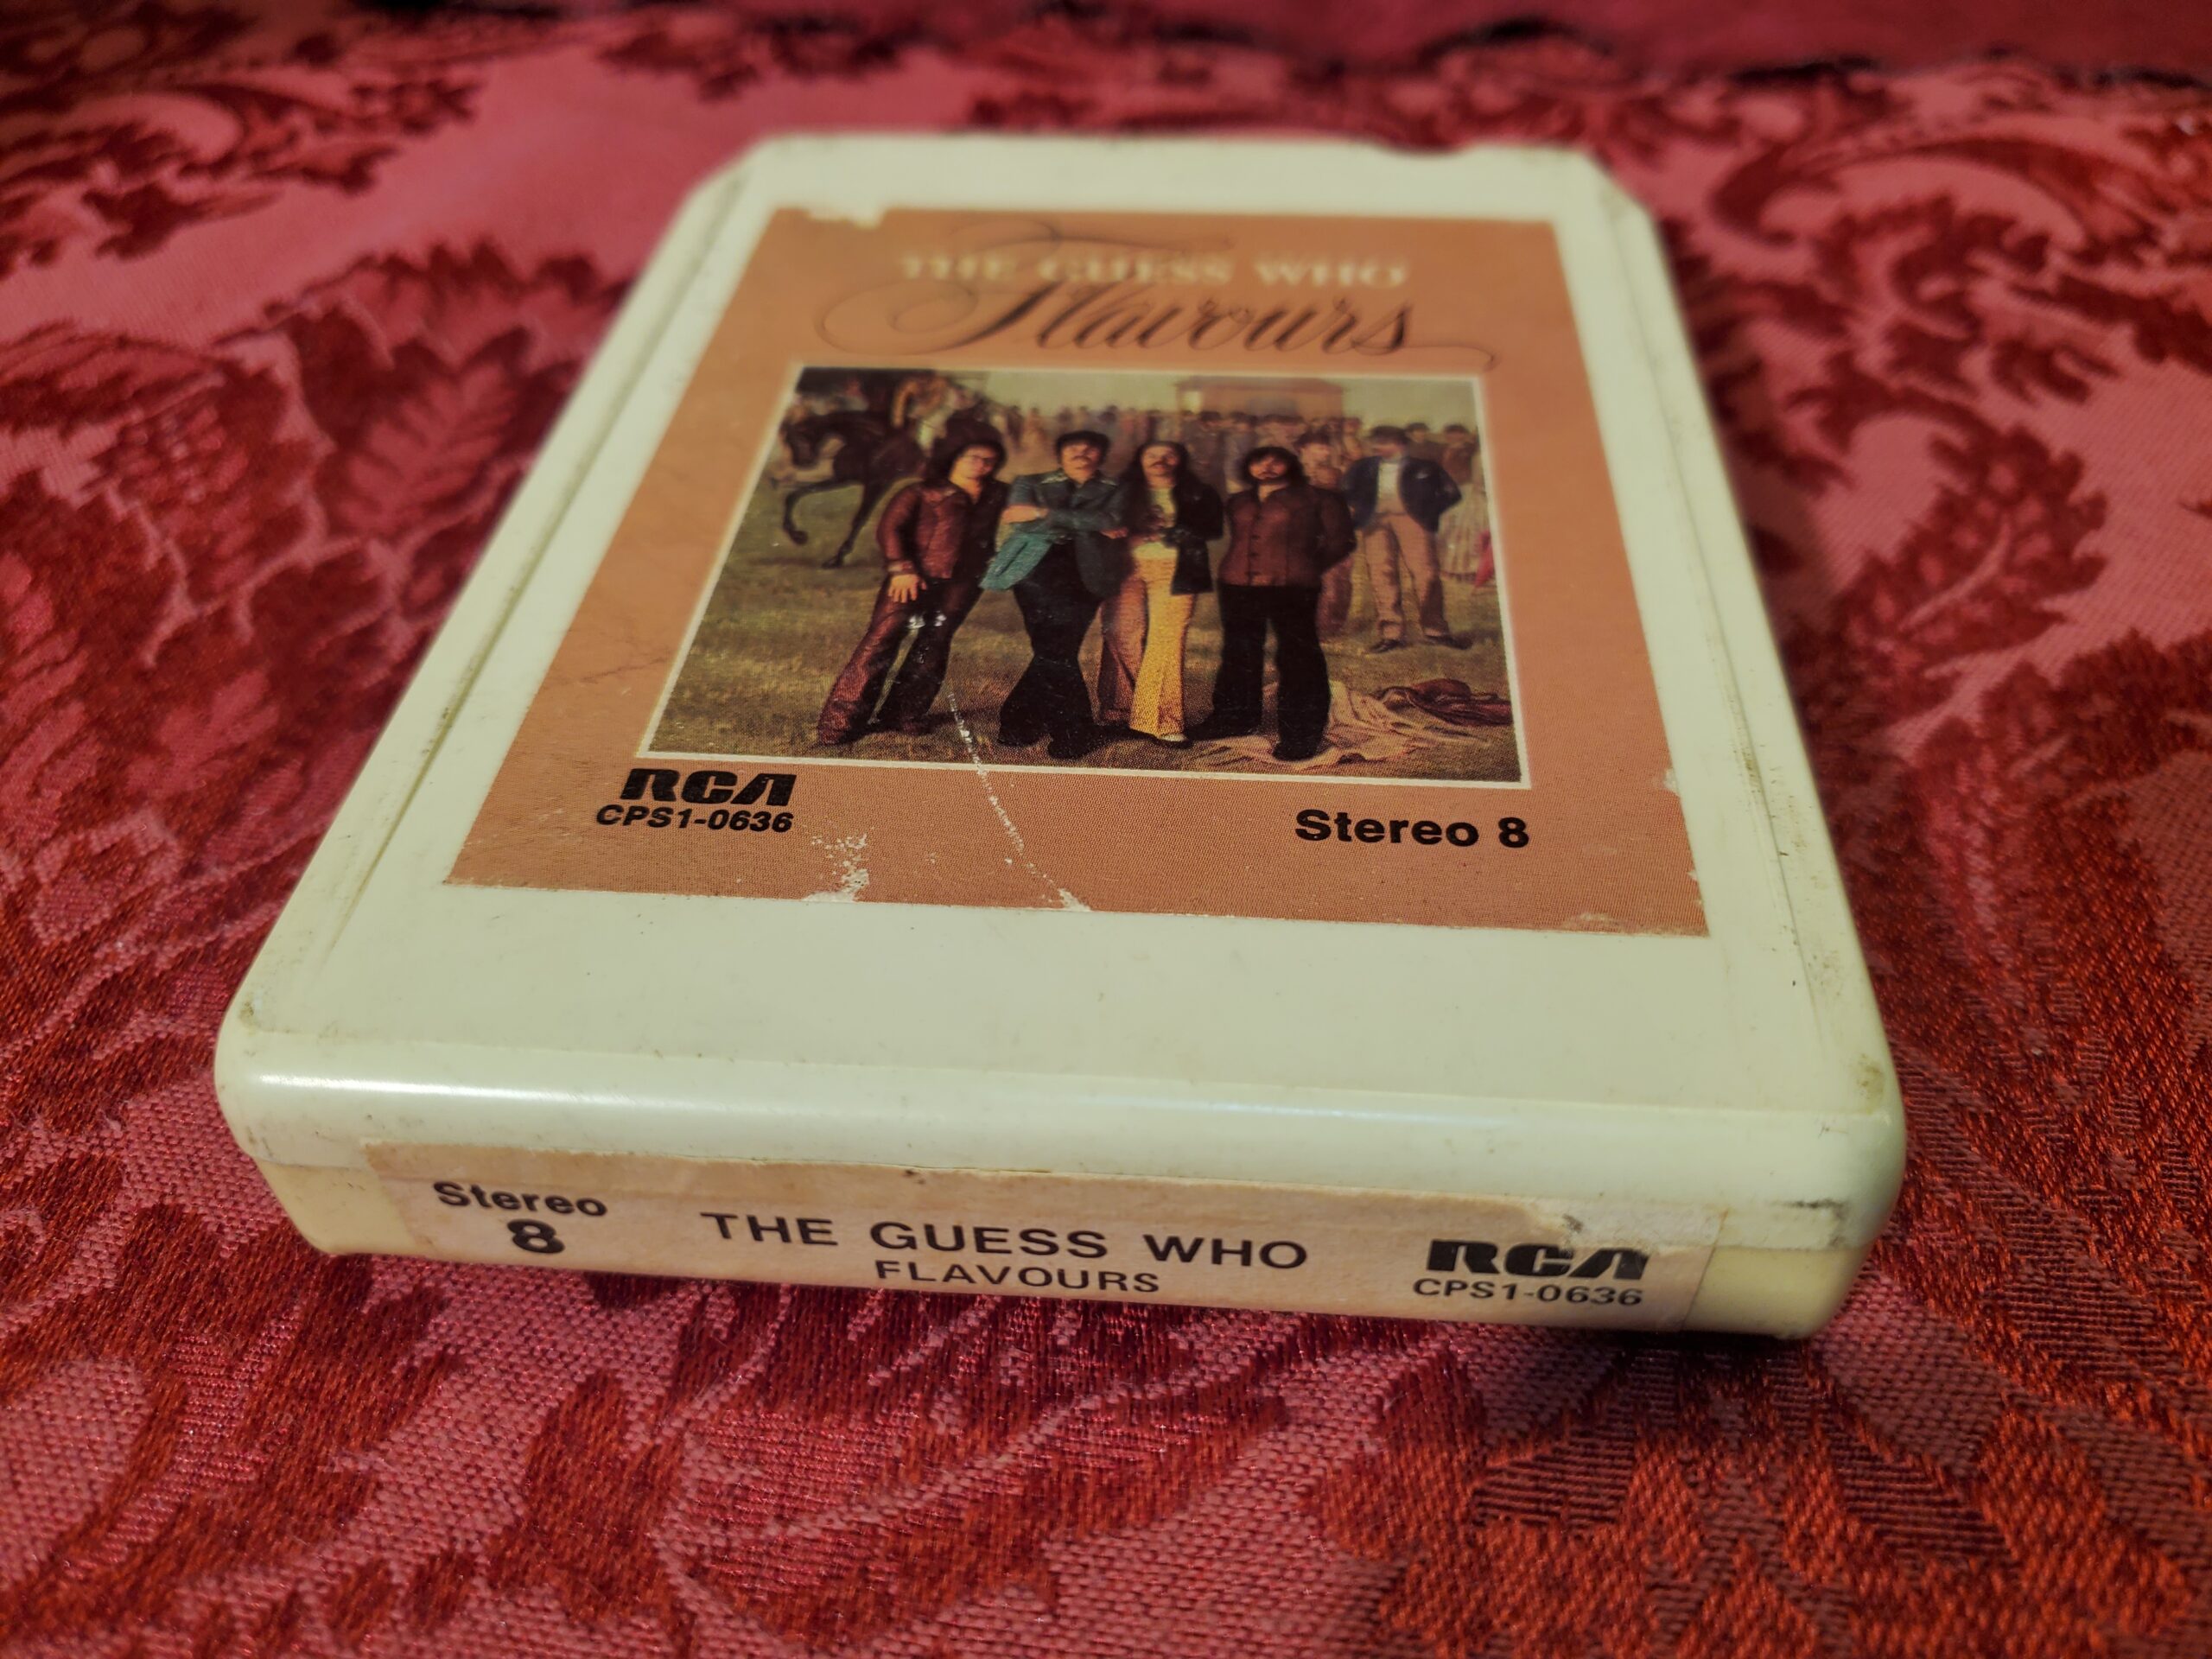 THE GUESS WHO
Flavours
RCA
CPS1-0636
Stereo 8
Stereo
8
THE GUESS WHO
FLAVOURS
RCA
CPS1-0636